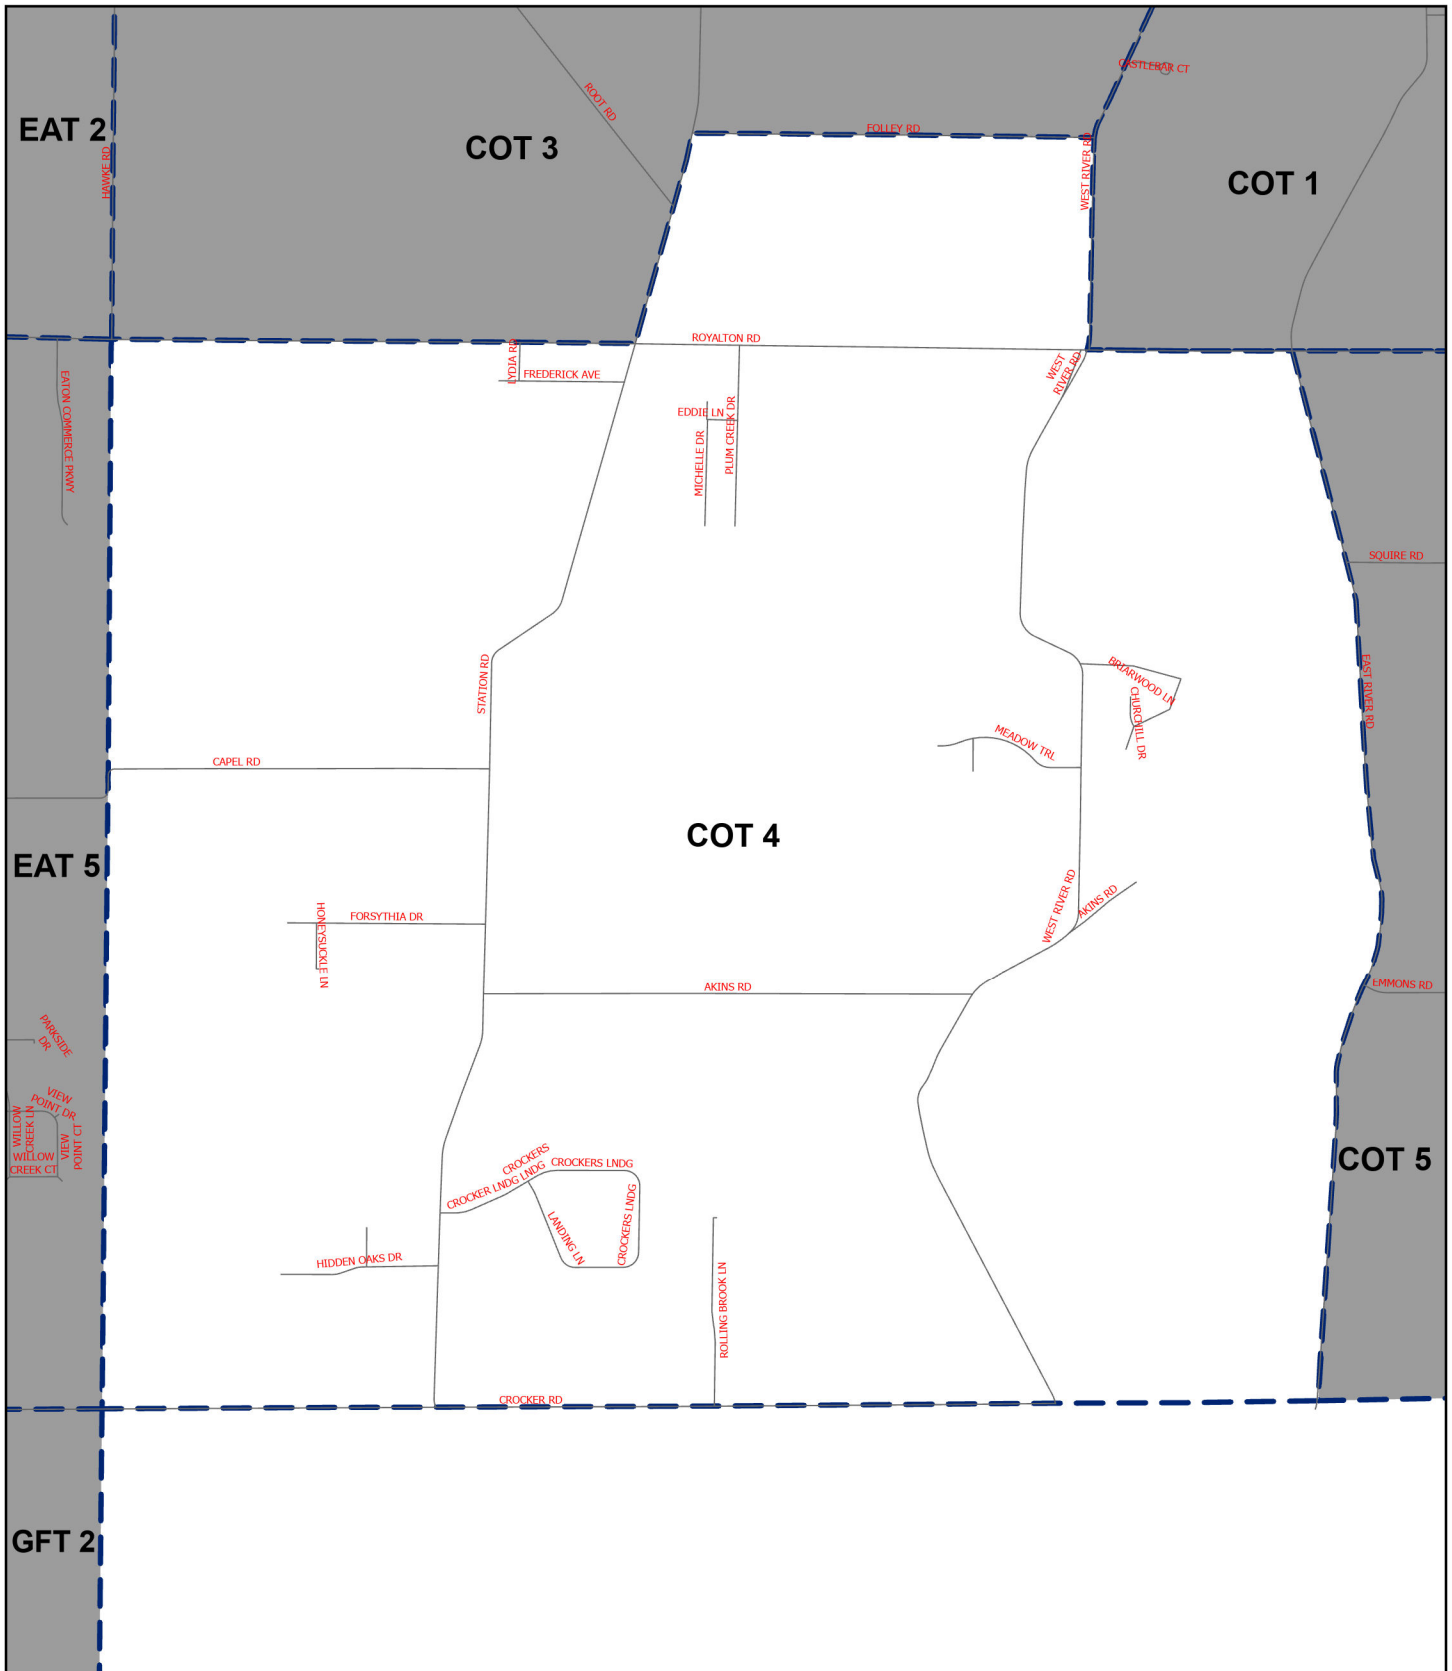 CASTLEBAR CT
ROOT RD
FOLLEY RD
EAT 2
COT 3
HAWKE RD
WEST RIVER RD
COT 1
ROYALTON RD
LYDIA RD
FREDERICK AVE
WEST
RIVER RD
EATON COMMERCE PKWY
EDDIE LN
MICHELLE DR
PLUM CREEK DR
SQUIRE RD
STATION RD
BRIARWOOD LN
CHURCHILL DR
EAST RIVER RD
MEADOW TRL
CAPEL RD
COT 4
EAT 5
WEST RIVER RD
AKINS RD
HONEYSUCKLE LN
FORSYTHIA DR
AKINS RD
EMMONS RD
PARKSIDE
DR
VIEW
POINT DR
WILLOW
CREEK LN
VIEW
POINT CT
WILLOW
CREEK CT
COT 5
CROCKERS
CROCKER LNDG LNDG
CROCKERS LNDG
LANDING LN
CROCKERS LNDG
HIDDEN OAKS DR
ROLLING BROOK LN
CROCKER RD
GFT 2